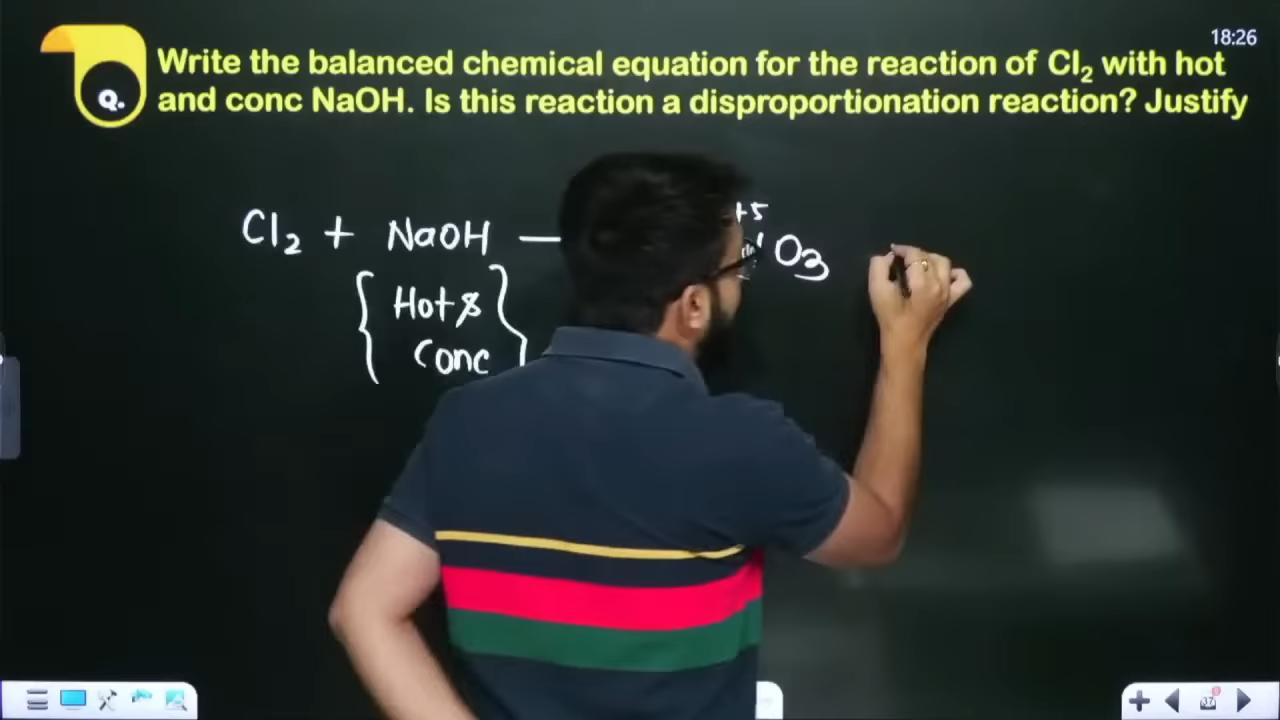 18:26
Q.
Write the balanced chemical equation for the reaction of Cl₂ with hot
and conc NaOH. Is this reaction a disproportionation reaction? Justify
+5
Cl₂ + NaOH — O₃
{ Hot &
Conc }
37